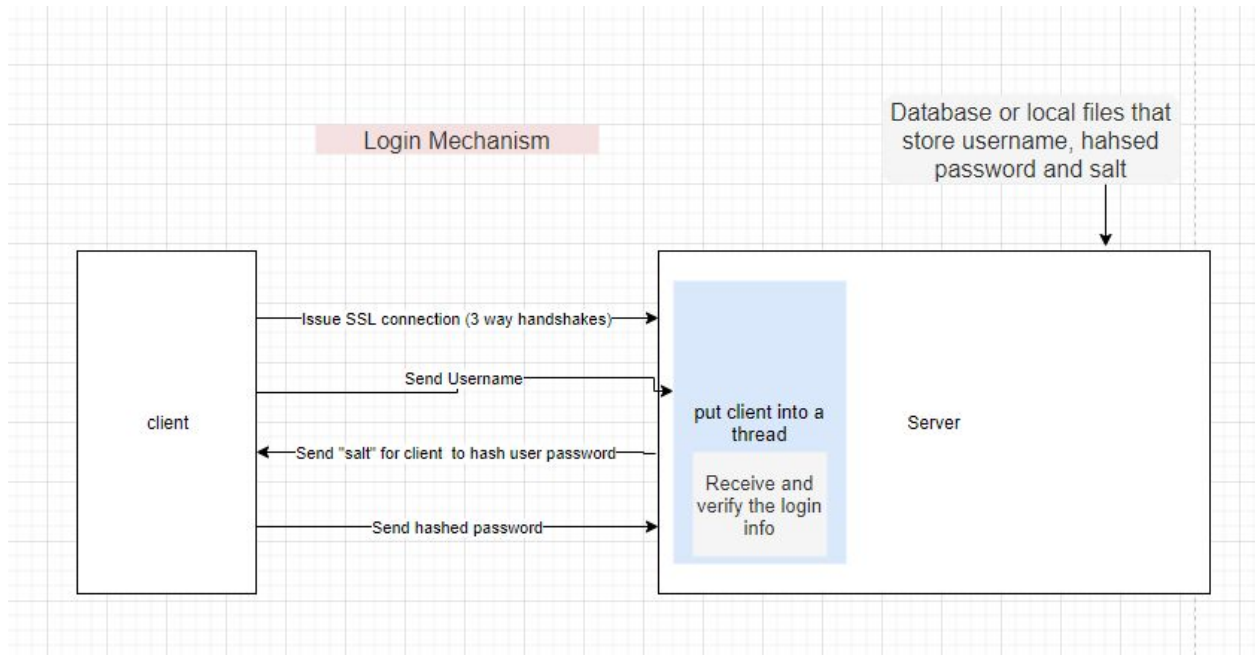 Login Mechanism
Database or local files that
store username, hahsed
password and salt
Issue SSL connection (3 way handshakes)
Send Username
client
put client into a
thread
Server
Send "salt" for client  to hash user password
Receive and
verify the login
info
Send hashed password